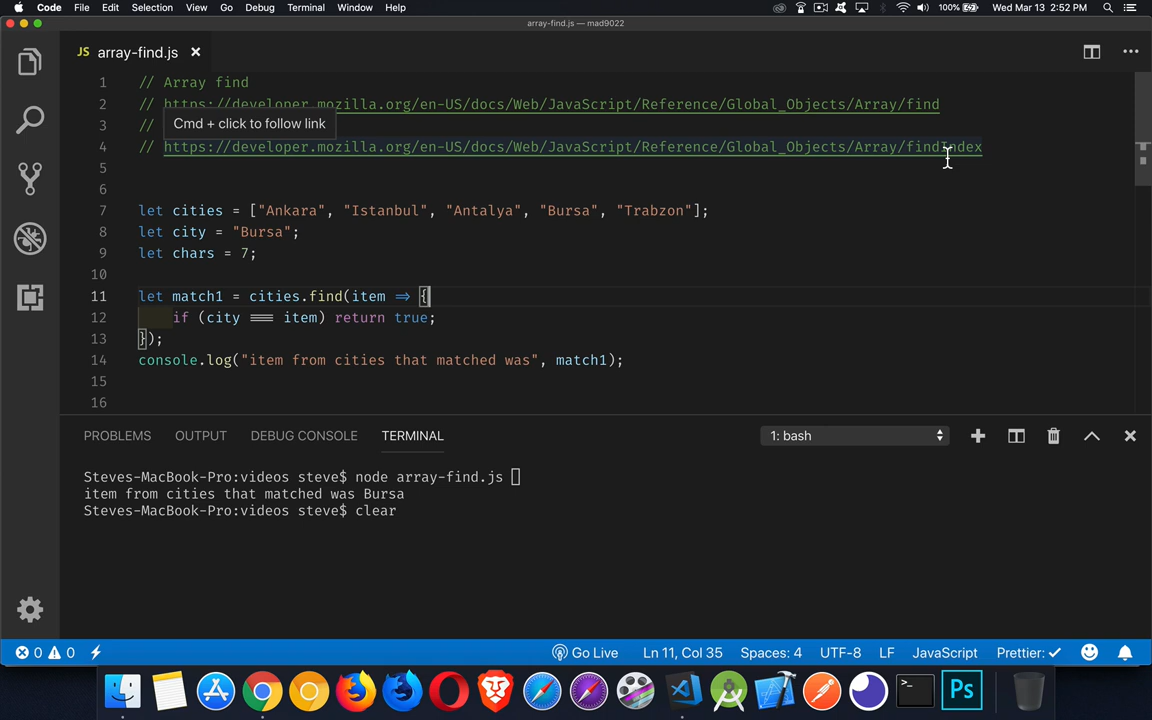 Code File Edit Selection View Go Debug Terminal Window Help 100% Wed Mar 13 2:52 PM
array-find.js — mad9022
JS array-find.js
1 // Array find
2 // https://developer.mozilla.org/en-US/docs/Web/JavaScript/Reference/Global_Objects/Array/find
3 //
Cmd + click to follow link
4 // https://developer.mozilla.org/en-US/docs/Web/JavaScript/Reference/Global_Objects/Array/findIndex
5
6
7 let cities = ["Ankara", "Istanbul", "Antalya", "Bursa", "Trabzon"];
8 let city = "Bursa";
9 let chars = 7;
10
11 let match1 = cities.find(item => {
12 if (city === item) return true;
13 });
14 console.log("item from cities that matched was", match1);
15
16
PROBLEMS OUTPUT DEBUG CONSOLE TERMINAL 1: bash
Steves-MacBook-Pro:videos steve$ node array-find.js
item from cities that matched was Bursa
Steves-MacBook-Pro:videos steve$ clear
0 0 Go Live Ln 11, Col 35 Spaces: 4 UTF-8 LF JavaScript Prettier: ✓
>_ Ps